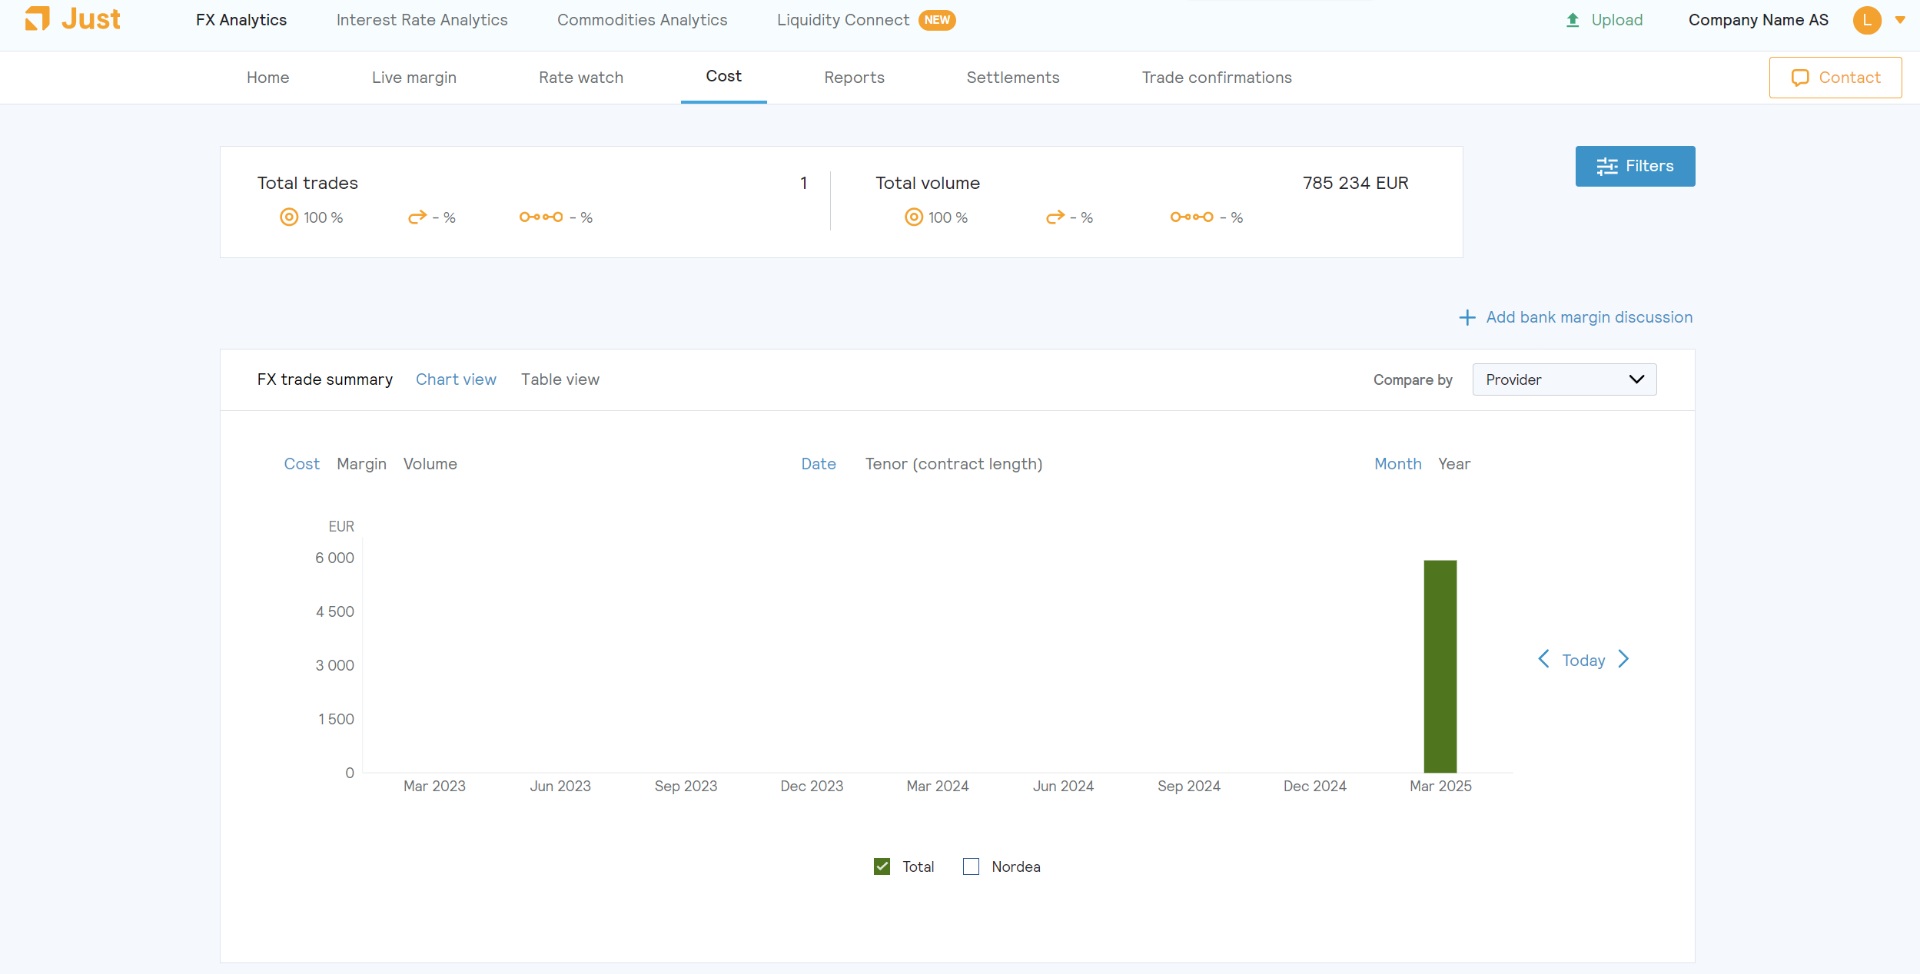 Just FX Analytics Interest Rate Analytics Commodities Analytics Liquidity Connect NEW Upload Company Name AS L
Home Live margin Rate watch Cost Reports Settlements Trade confirmations Contact
Total trades 1 Total volume 785 234 EUR Filters
100 % - % - % 100 % - % - %
Add bank margin discussion
FX trade summary Chart view Table view Compare by Provider
Cost Margin Volume Date Tenor (contract length) Month Year
EUR
6 000
4 500
3 000
Today
1 500
0
Mar 2023 Jun 2023 Sep 2023 Dec 2023 Mar 2024 Jun 2024 Sep 2024 Dec 2024 Mar 2025
Total Nordea